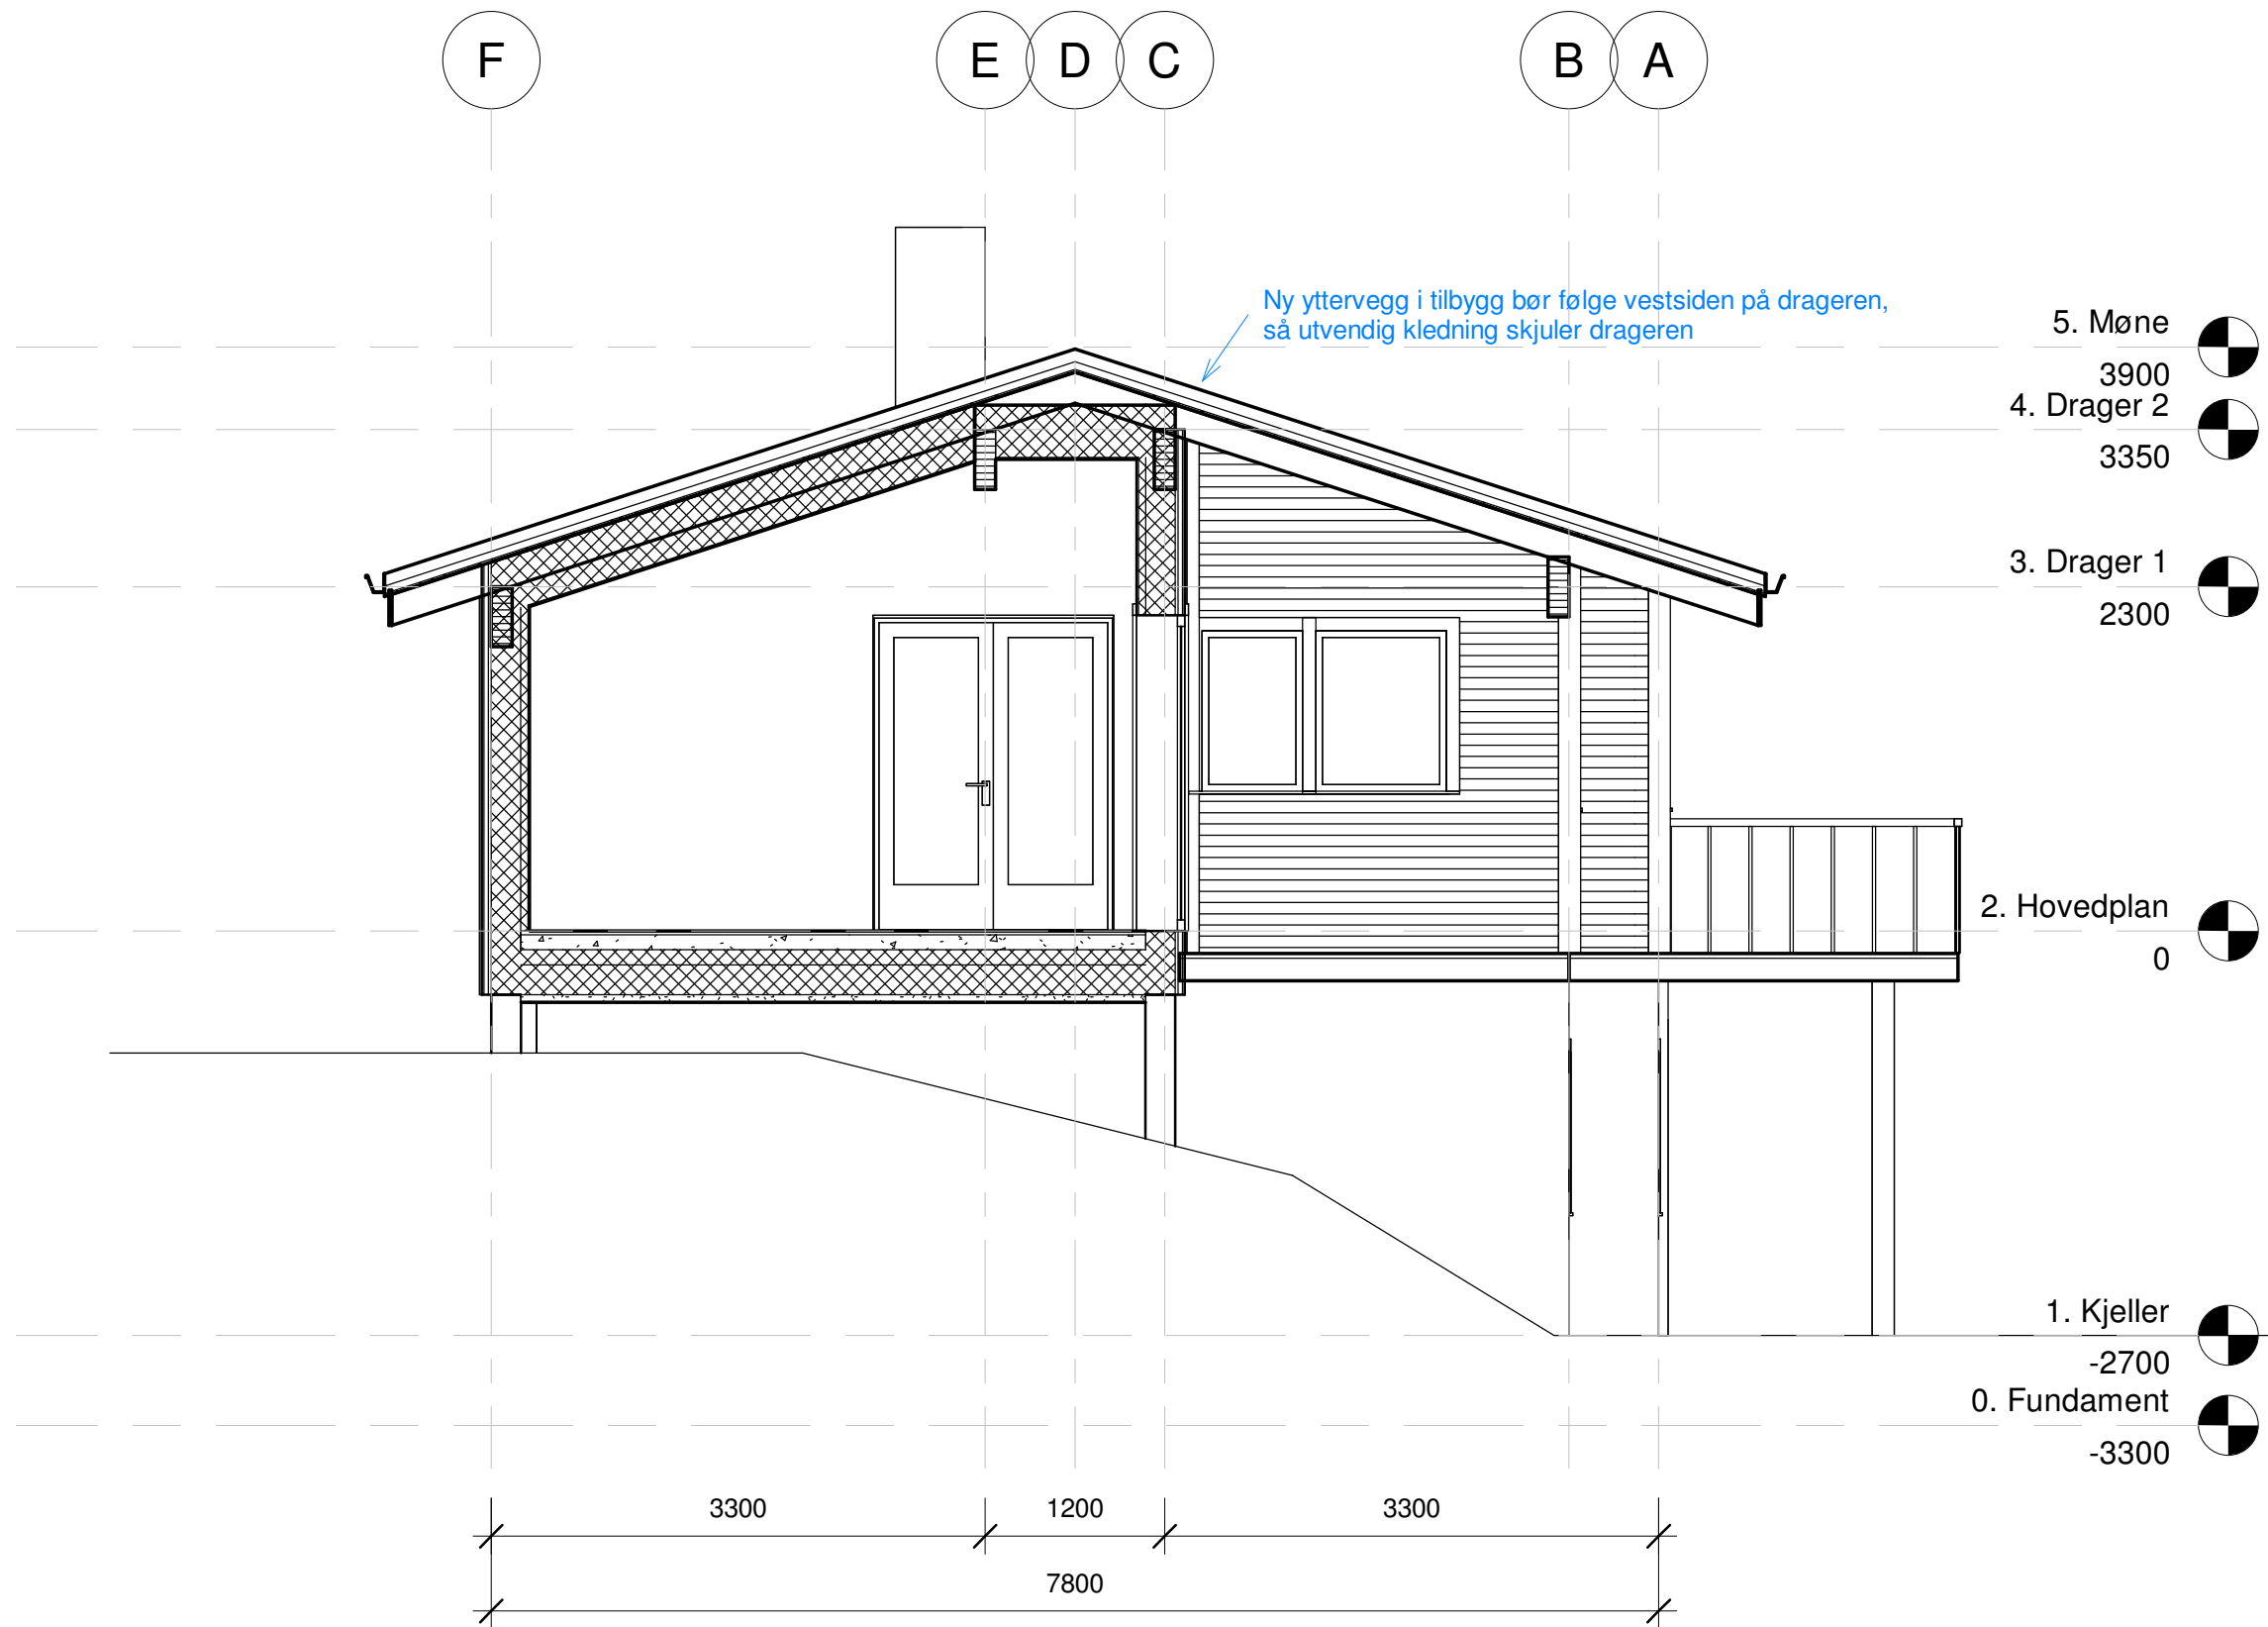 F E D C B A
Ny yttervegg i tilbygg bør følge vestsiden på drageren,
så utvendig kledning skjuler drageren
5. Møne
3900
4. Drager 2
3350
3. Drager 1
2300
2. Hovedplan
0
1. Kjeller
-2700
0. Fundament
-3300
3300 1200 3300
7800